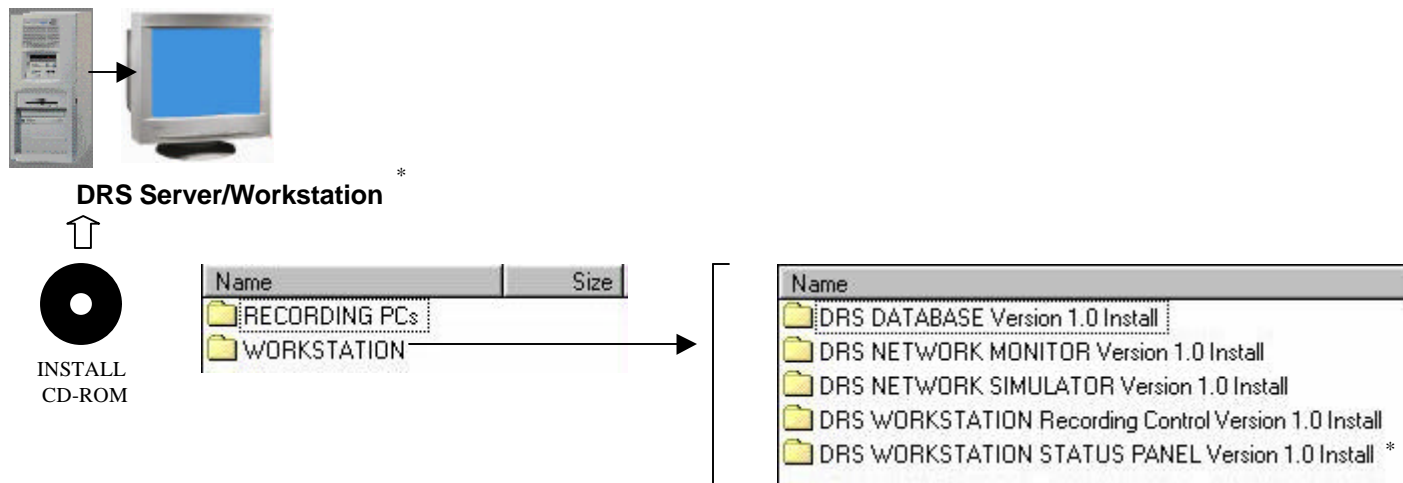 *
DRS Server/Workstation
INSTALL
CD-ROM
Name Size
RECORDING PCs
WORKSTATION
Name
DRS DATABASE Version 1.0 Install
DRS NETWORK MONITOR Version 1.0 Install
DRS NETWORK SIMULATOR Version 1.0 Install
DRS WORKSTATION Recording Control Version 1.0 Install
DRS WORKSTATION STATUS PANEL Version 1.0 Install *